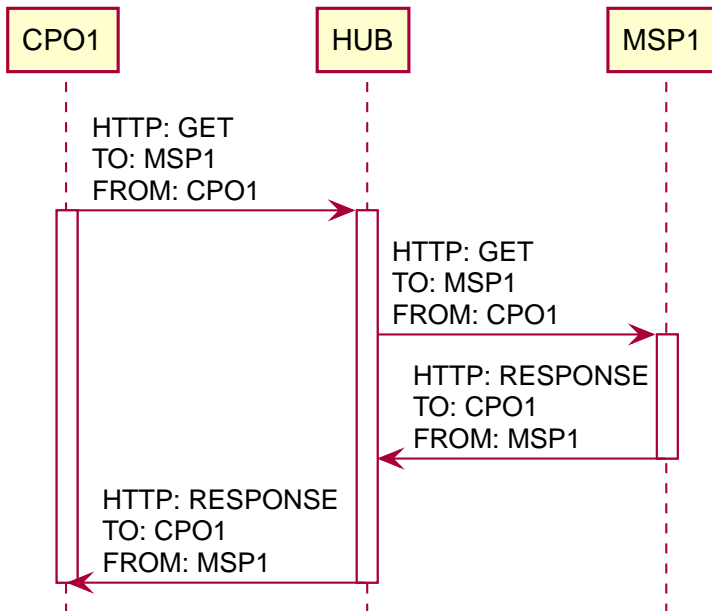 CPO1
HUB
MSP1
HTTP: GET
TO: MSP1
FROM: CPO1
HTTP: GET
TO: MSP1
FROM: CPO1
HTTP: RESPONSE
TO: CPO1
FROM: MSP1
HTTP: RESPONSE
TO: CPO1
FROM: MSP1